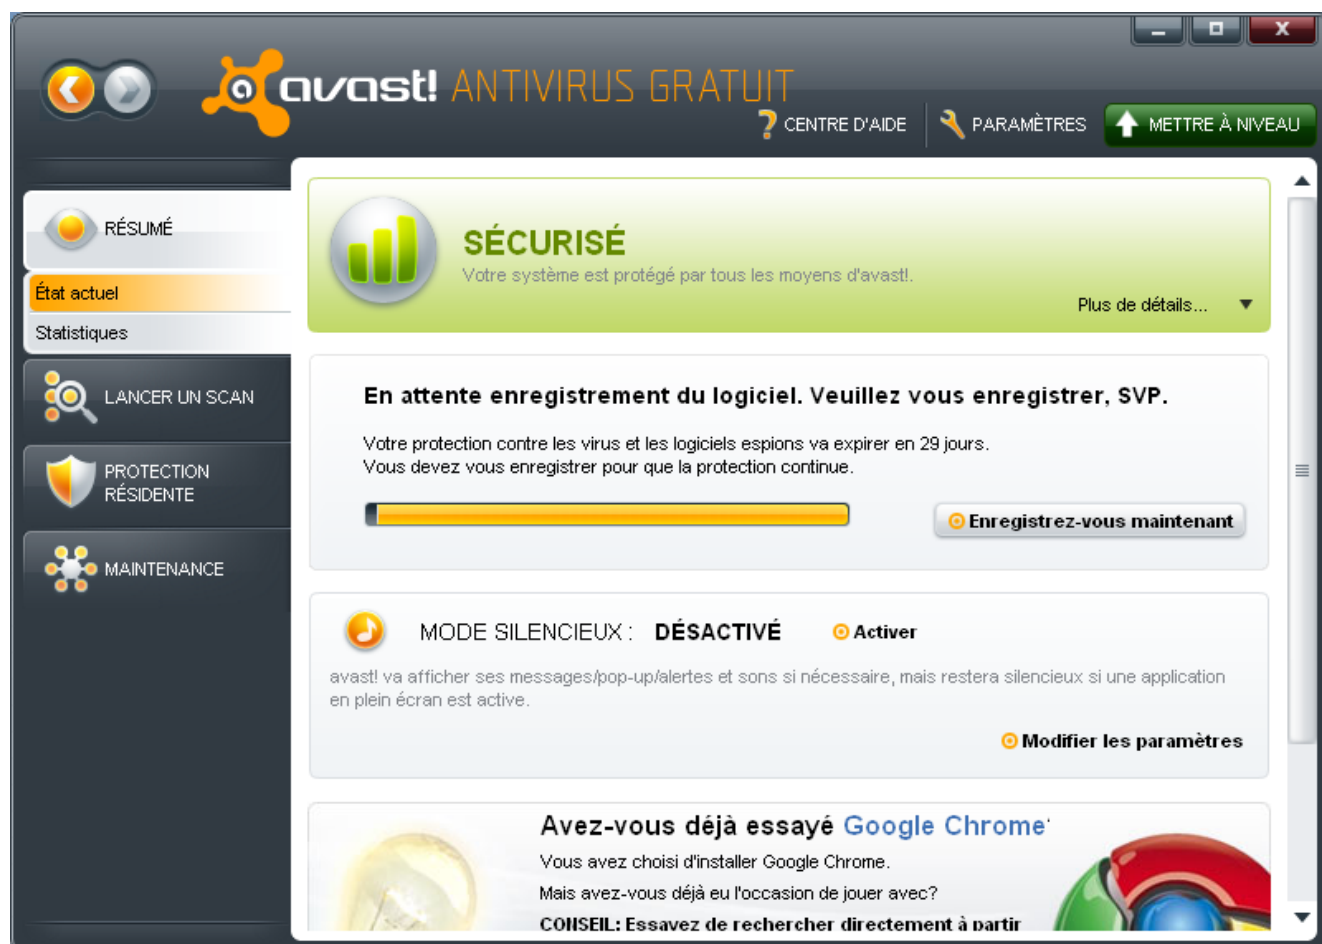 avast! ANTIVIRUS GRATUIT
CENTRE D'AIDE
PARAMÈTRES
METTRE À NIVEAU
RÉSUMÉ
État actuel
Statistiques
LANCER UN SCAN
PROTECTION
RÉSIDENTE
MAINTENANCE
SÉCURISÉ
Votre système est protégé par tous les moyens d'avast!.
Plus de détails...
En attente enregistrement du logiciel. Veuillez vous enregistrer, SVP.
Votre protection contre les virus et les logiciels espions va expirer en 29 jours.
Vous devez vous enregistrer pour que la protection continue.
Enregistrez-vous maintenant
MODE SILENCIEUX : DÉSACTIVÉ Activer
avast! va afficher ses messages/pop-up/alertes et sons si nécessaire, mais restera silencieux si une application
en plein écran est active.
Modifier les paramètres
Avez-vous déjà essayé Google Chrome
Vous avez choisi d'installer Google Chrome.
Mais avez-vous déjà eu l'occasion de jouer avec?
CONSEIL: Essayez de rechercher directement à partir